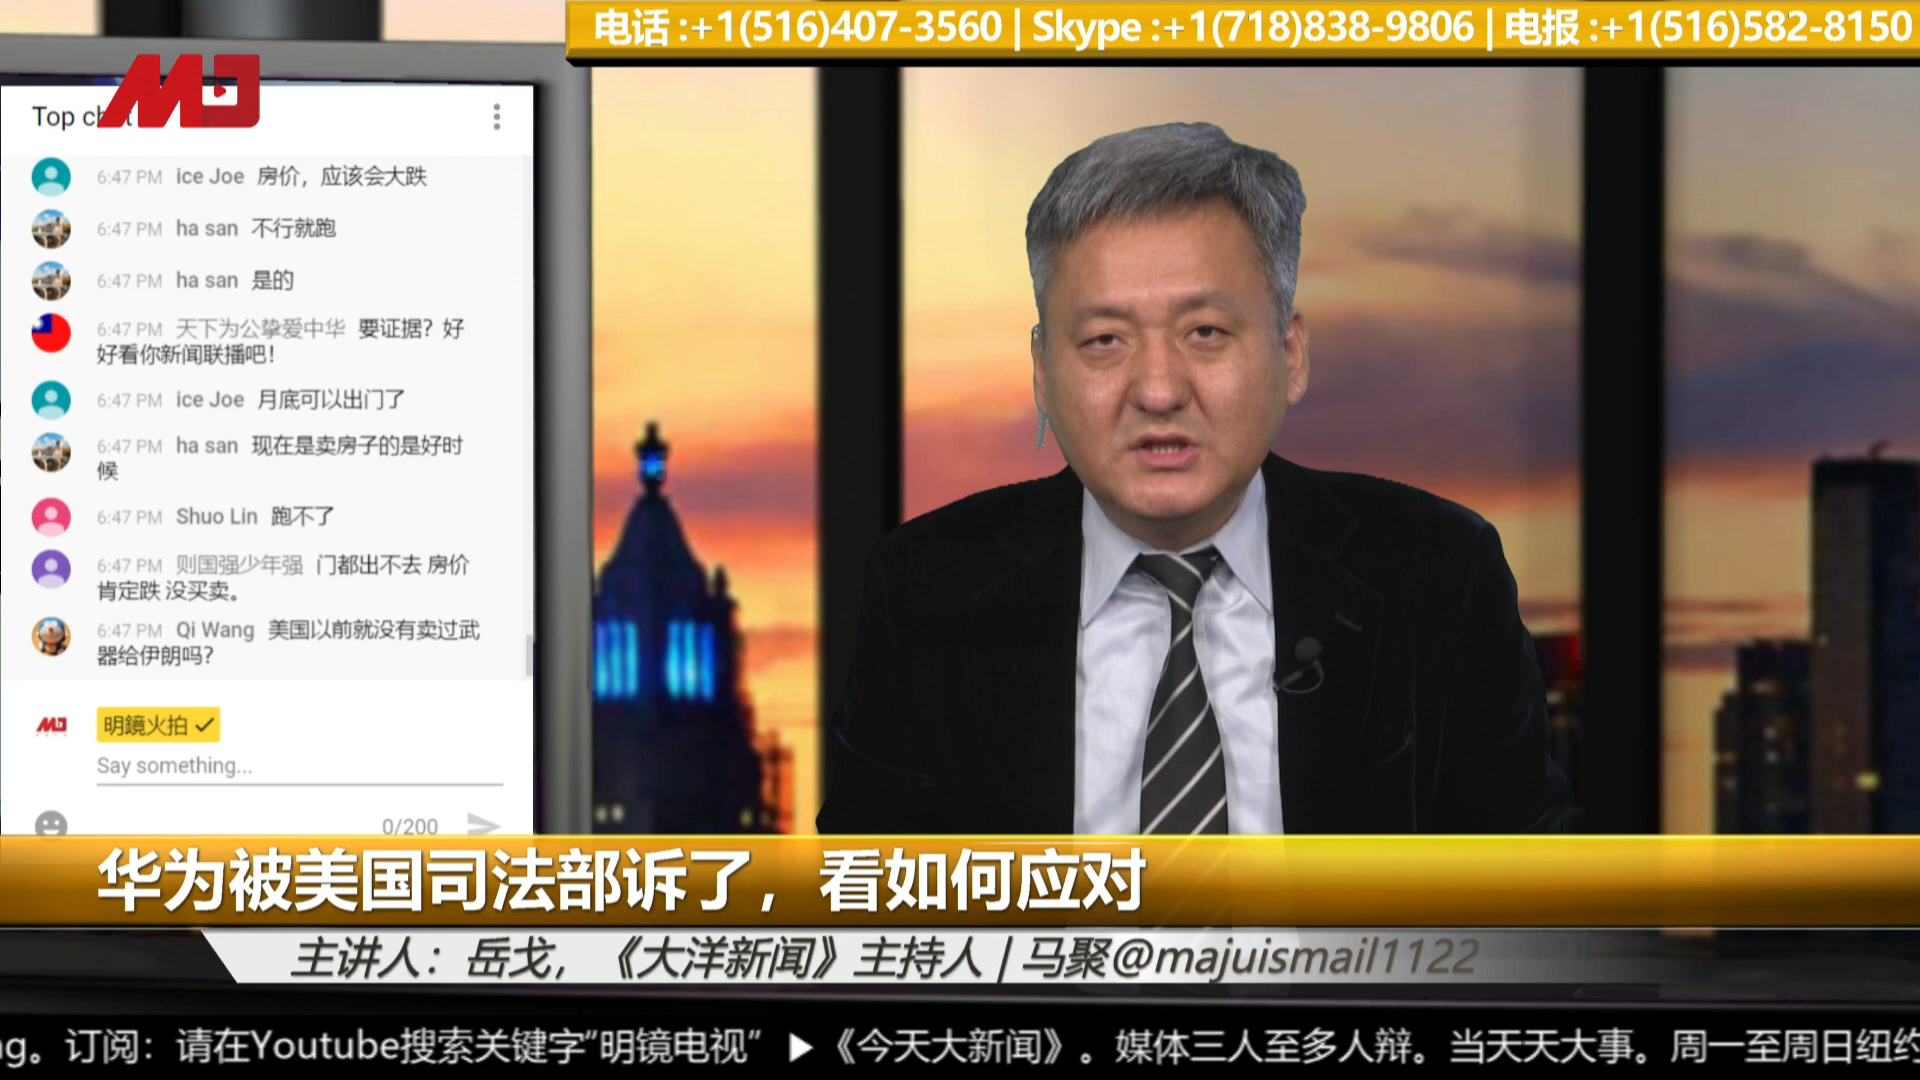 电话 :+1(516)407-3560 | Skype :+1(718)838-9806 | 电报 :+1(516)582-8150
Top chat
6:47 PM ice Joe 房价，应该会大跌
6:47 PM ha san 不行就跑
6:47 PM ha san 是的
6:47 PM 天下为公挚爱中华 要证据？好
好看你新闻联播吧！
6:47 PM ice Joe 月底可以出门了
6:47 PM ha san 现在是卖房子的是好时
候
6:47 PM Shuo Lin 跑不了
6:47 PM 则国强少年强 门都出不去 房价
肯定跌 没买卖。
6:47 PM Qi Wang 美国以前就没有卖过武
器给伊朗吗？
明鏡火拍
Say something...
0/200
华为被美国司法部诉了，看如何应对
主讲人：岳戈，《大洋新闻》主持人 | 马聚@majuismail1122
ng。订阅：请在Youtube搜索关键字"明镜电视" ▶《今天大新闻》。媒体三人至多人辩。当天天大事。周一至周日纽约